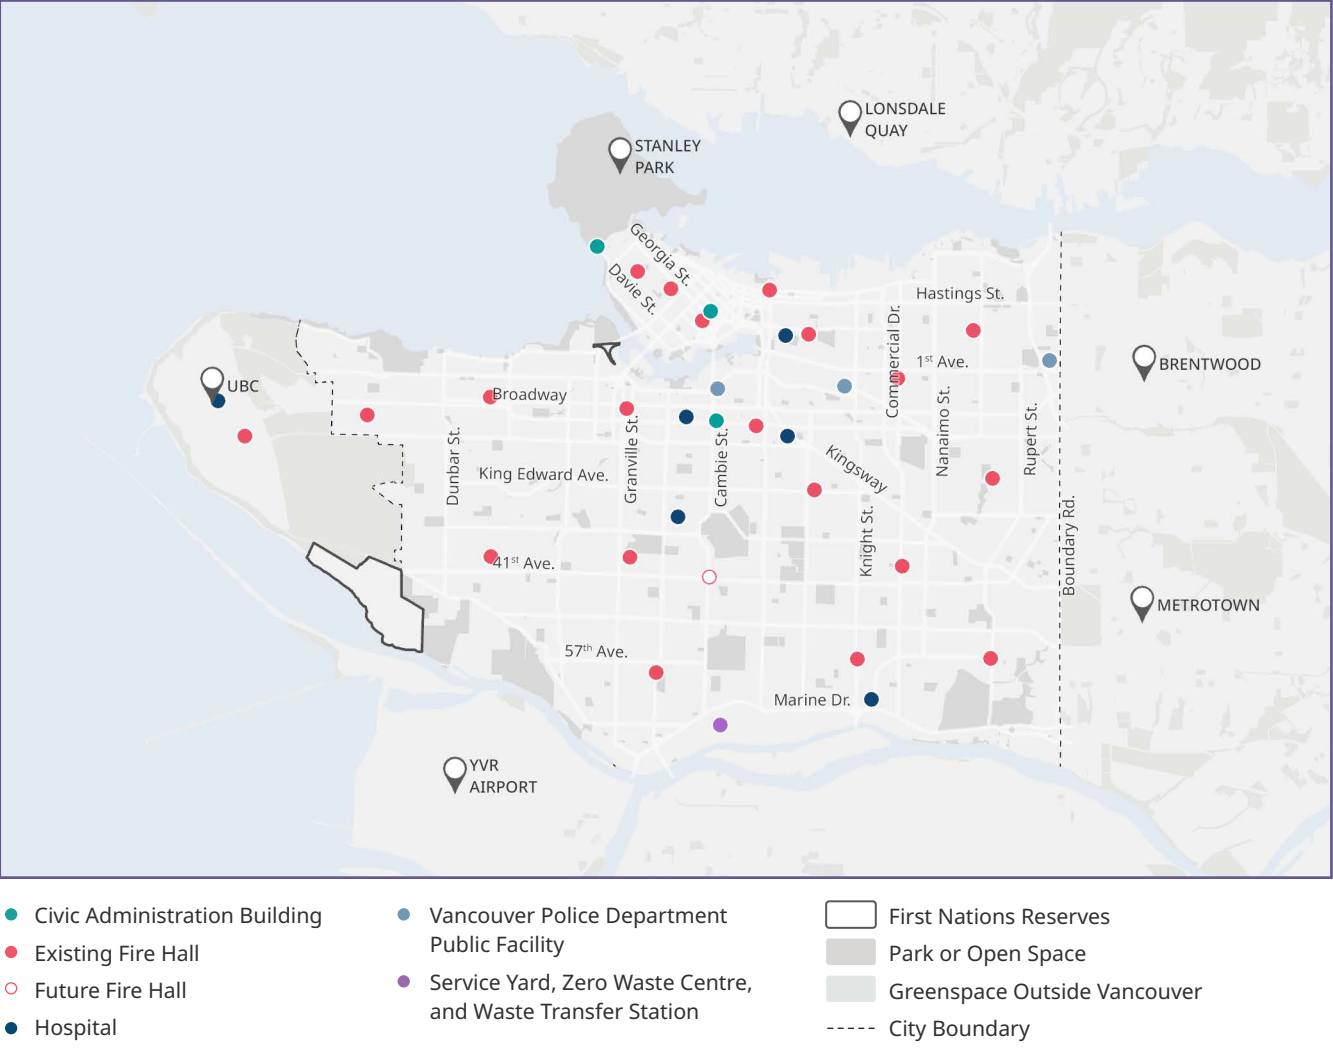 LONSDALE
QUAY
STANLEY
PARK
Georgia St.
Davie St.
Hastings St.
Commercial Dr.
1st Ave.
BRENTWOOD
UBC
Broadway
Dunbar St.
Granville St.
Cambie St.
Nanaimo St.
Rupert St.
King Edward Ave.
Kingsway
Knight St.
Boundary Rd.
41st Ave.
METROTOWN
57th Ave.
Marine Dr.
YVR
AIRPORT
Civic Administration Building
Existing Fire Hall
Future Fire Hall
Hospital
Vancouver Police Department
Public Facility
Service Yard, Zero Waste Centre,
and Waste Transfer Station
First Nations Reserves
Park or Open Space
Greenspace Outside Vancouver
City Boundary